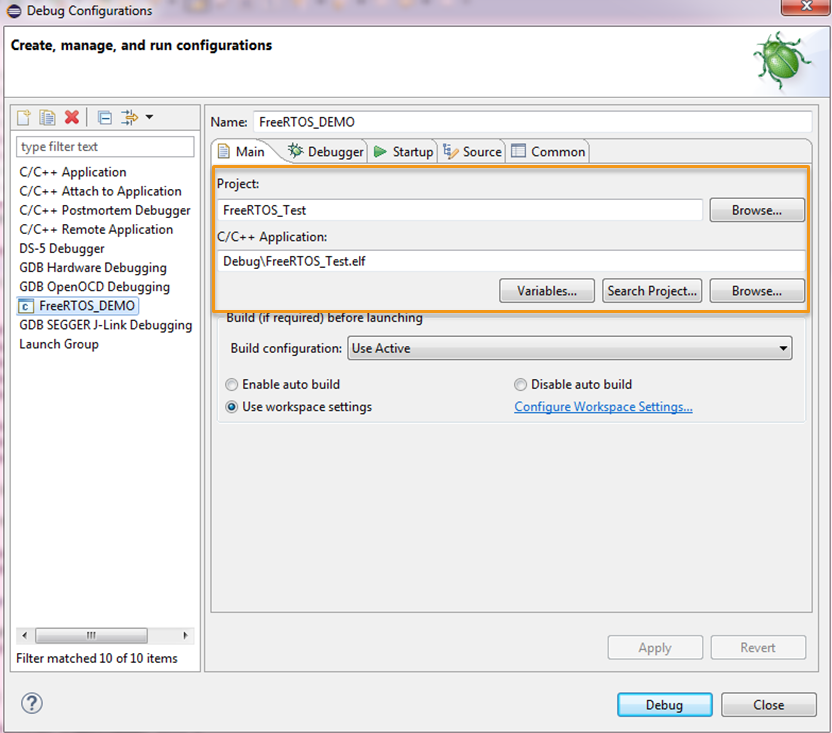 Debug Configurations
Create, manage, and run configurations
type filter text
C/C++ Application
C/C++ Attach to Application
C/C++ Postmortem Debugger
C/C++ Remote Application
DS-5 Debugger
GDB Hardware Debugging
GDB OpenOCD Debugging
FreeRTOS_DEMO
GDB SEGGER J-Link Debugging
Launch Group
Filter matched 10 of 10 items
Name: FreeRTOS_DEMO
Main Debugger Startup Source Common
Project:
FreeRTOS_Test Browse...
C/C++ Application:
Debug\FreeRTOS_Test.elf
Variables... Search Project... Browse...
Build (if required) before launching
Build configuration: Use Active
Enable auto build Disable auto build
Use workspace settings Configure Workspace Settings...
Apply Revert
? Debug Close